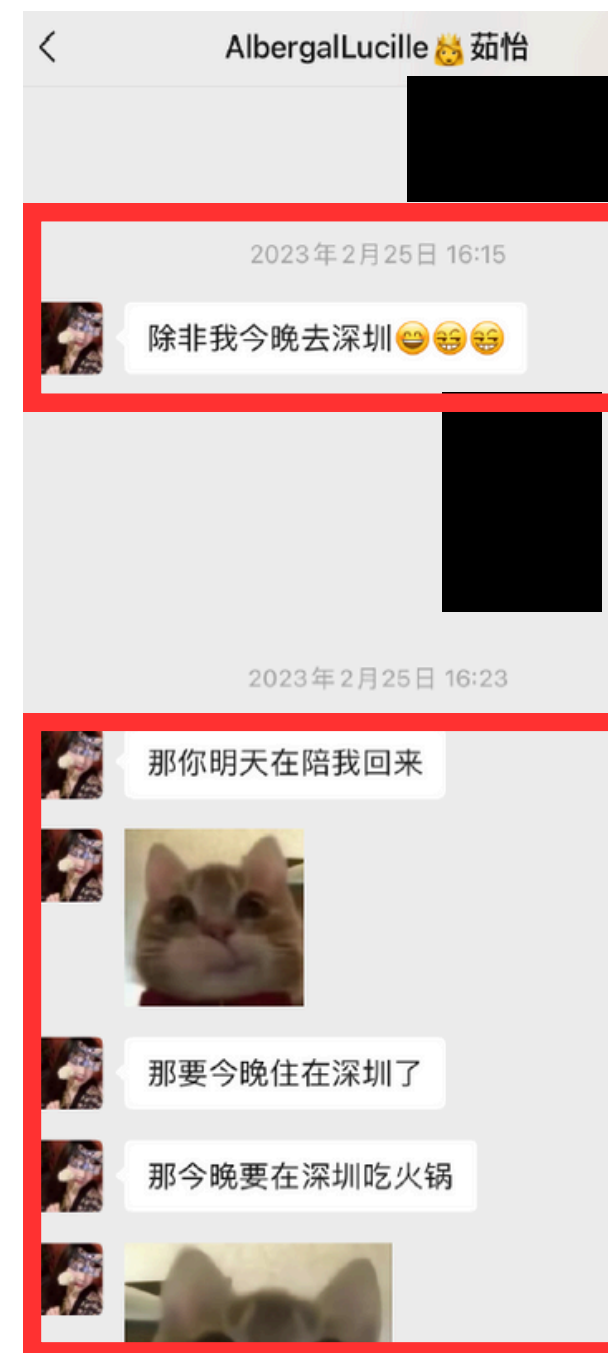 AlbergalLucille👸茹怡
2023年2月25日 16:15
除非我今晚去深圳😄😁😁
2023年2月25日 16:23
那你明天在陪我回来
那要今晚住在深圳了
那今晚要在深圳吃火锅